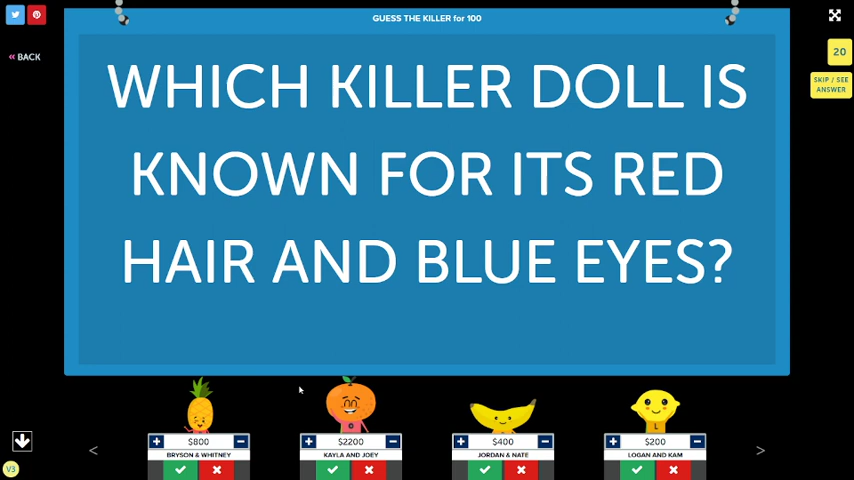 GUESS THE KILLER for 100
« BACK
20
SKIP / SEE
ANSWER
WHICH KILLER DOLL IS
KNOWN FOR ITS RED
HAIR AND BLUE EYES?
+ $800 −
BRYSON & WHITNEY
+ $2200 −
KAYLA AND JOEY
+ $400 −
JORDAN & NATE
+ $200 −
LOGAN AND KAM
< >
V3